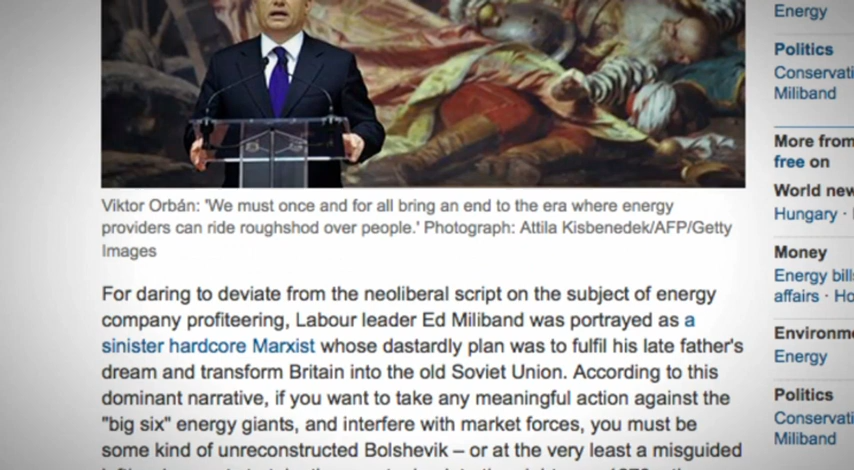 Viktor Orbán: 'We must once and for all bring an end to the era where energy
providers can ride roughshod over people.' Photograph: Attila Kisbenedek/AFP/Getty
Images
For daring to deviate from the neoliberal script on the subject of energy
company profiteering, Labour leader Ed Miliband was portrayed as a
sinister hardcore Marxist whose dastardly plan was to fulfil his late father's
dream and transform Britain into the old Soviet Union. According to this
dominant narrative, if you want to take any meaningful action against the
"big six" energy giants, and interfere with market forces, you must be
some kind of unreconstructed Bolshevik – or at the very least a misguided
Energy
Politics
Conservati
Miliband
More from
free on
World new
Hungary ·
Money
Energy bills
affairs · Ho
Environme
Energy
Politics
Conservati
Miliband